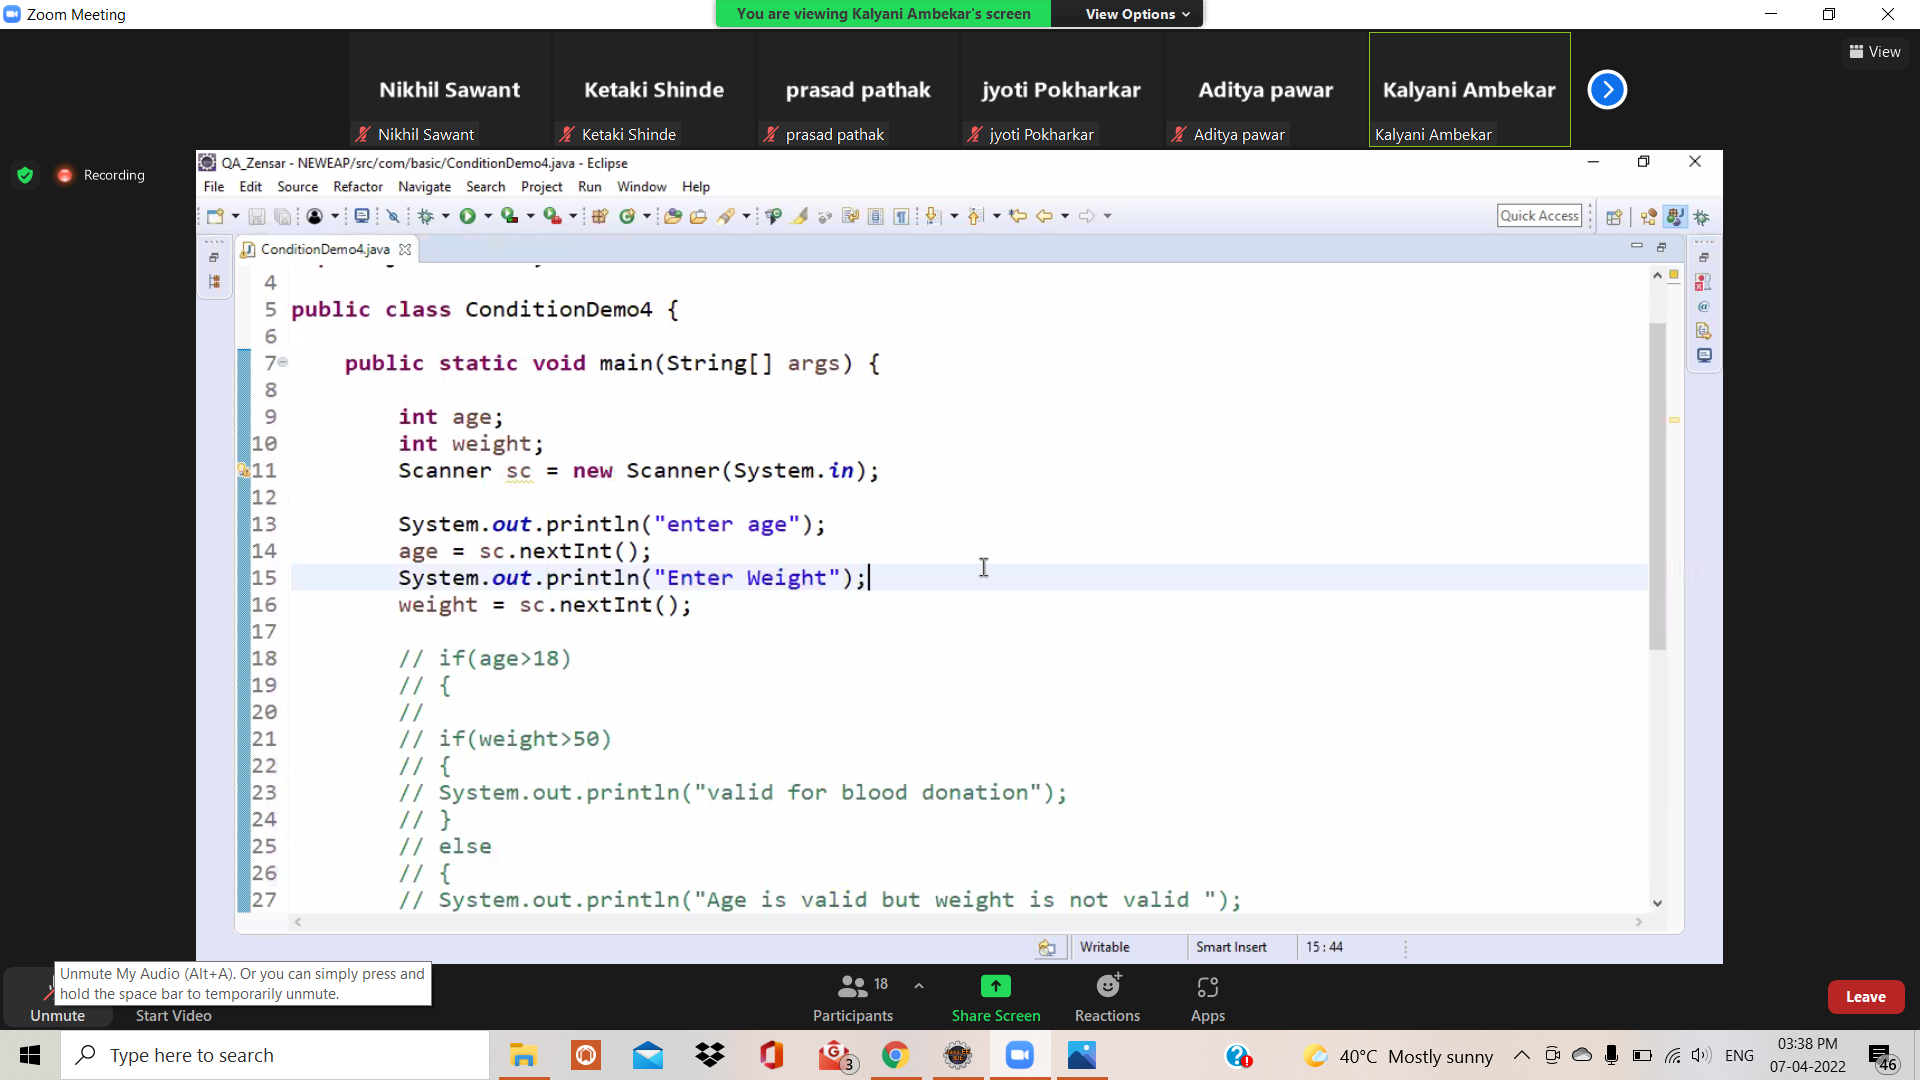 Zoom Meeting
You are viewing Kalyani Ambekar's screen
View Options
View
Nikhil Sawant
Ketaki Shinde
prasad pathak
jyoti Pokharkar
Aditya pawar
Kalyani Ambekar
Nikhil Sawant
Ketaki Shinde
prasad pathak
jyoti Pokharkar
Aditya pawar
Kalyani Ambekar
Recording
QA_Zensar - NEWEAP/src/com/basic/ConditionDemo4.java - Eclipse
File Edit Source Refactor Navigate Search Project Run Window Help
Quick Access
ConditionDemo4.java
4
5 public class ConditionDemo4 {
6
7 public static void main(String[] args) {
8
9 int age;
10 int weight;
11 Scanner sc = new Scanner(System.in);
12
13 System.out.println("enter age");
14 age = sc.nextInt();
15 System.out.println("Enter Weight");
16 weight = sc.nextInt();
17
18 // if(age>18)
19 // {
20 //
21 // if(weight>50)
22 // {
23 // System.out.println("valid for blood donation");
24 // }
25 // else
26 // {
27 // System.out.println("Age is valid but weight is not valid ");
Writable
Smart Insert
15 : 44
Unmute My Audio (Alt+A). Or you can simply press and
hold the space bar to temporarily unmute.
Unmute
Start Video
18
Participants
Share Screen
Reactions
Apps
Leave
Type here to search
3
40°C Mostly sunny
ENG
03:38 PM
07-04-2022
46